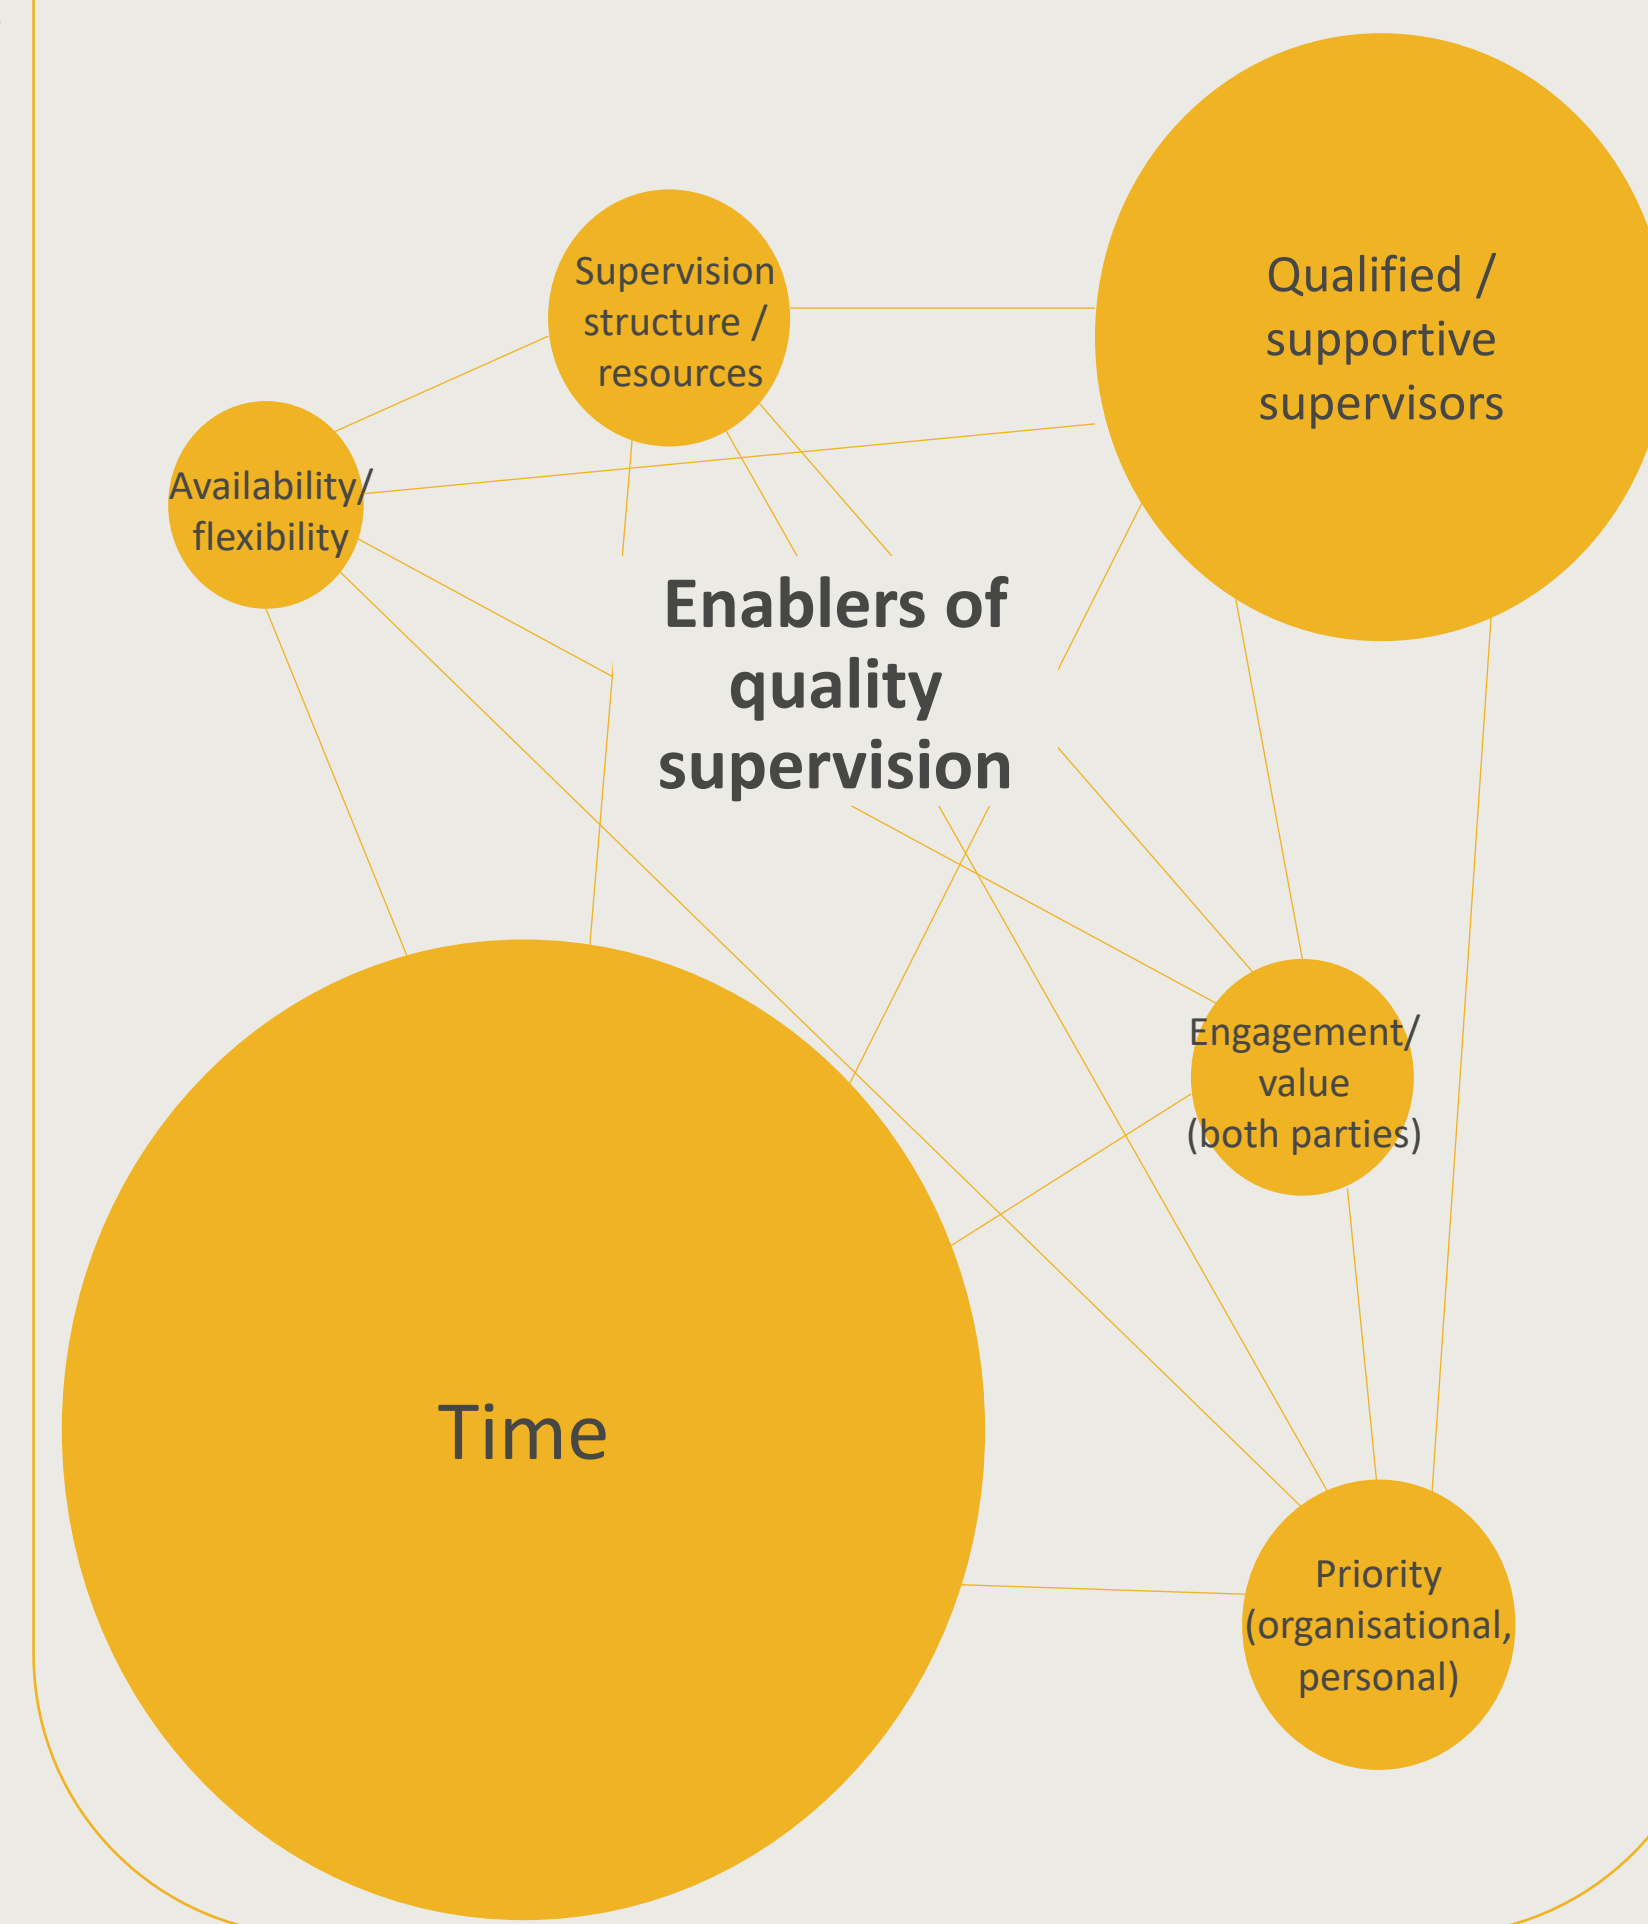 Supervision
structure /
resources
Qualified /
supportive
supervisors
Availability/
flexibility
Enablers of
quality
supervision
Engagement/
value
(both parties)
Time
Priority
(organisational,
personal)